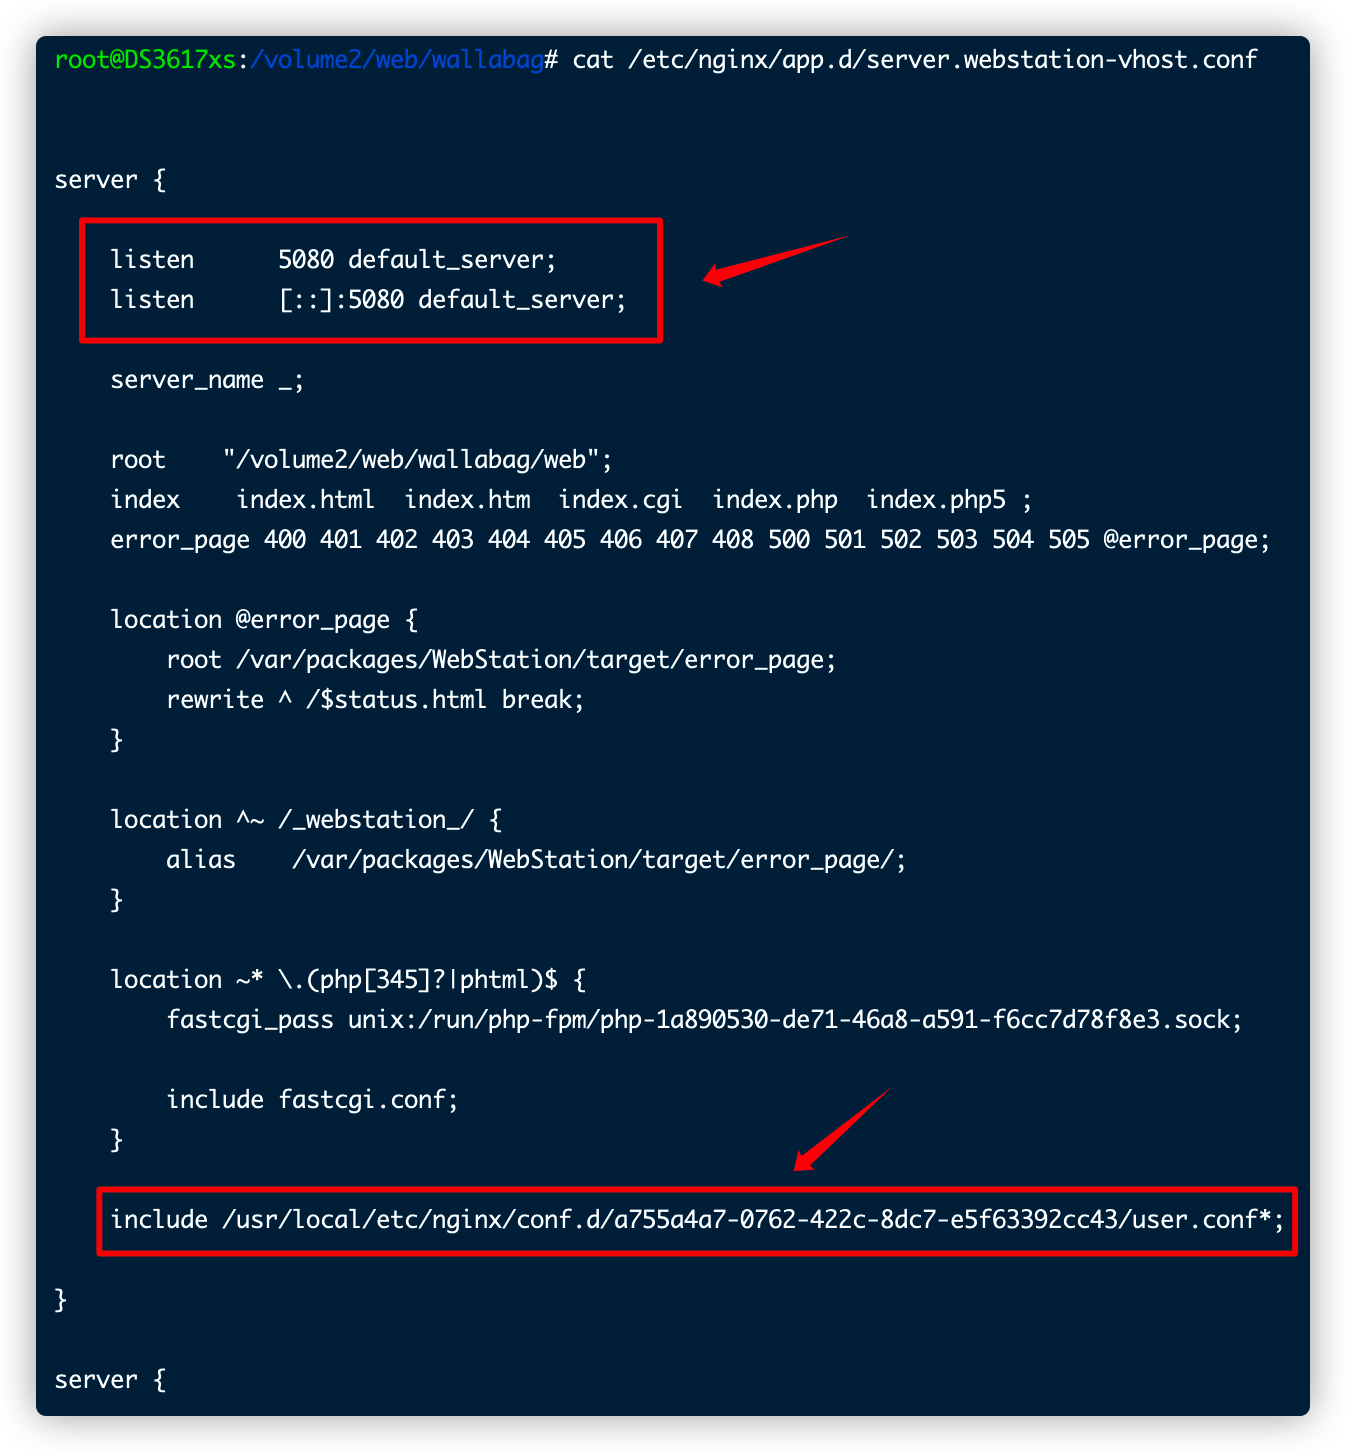 root@DS3617xs:/volume2/web/wallabag# cat /etc/nginx/app.d/server.webstation-vhost.conf
server {
listen 5080 default_server;
listen [::]:5080 default_server;
server_name _;
root "/volume2/web/wallabag/web";
index index.html index.htm index.cgi index.php index.php5 ;
error_page 400 401 402 403 404 405 406 407 408 500 501 502 503 504 505 @error_page;
location @error_page {
root /var/packages/WebStation/target/error_page;
rewrite ^ /$status.html break;
}
location ^~ /_webstation_/ {
alias /var/packages/WebStation/target/error_page/;
}
location ~* \.(php[345]?|phtml)$ {
fastcgi_pass unix:/run/php-fpm/php-1a890530-de71-46a8-a591-f6cc7d78f8e3.sock;
include fastcgi.conf;
}
include /usr/local/etc/nginx/conf.d/a755a4a7-0762-422c-8dc7-e5f63392cc43/user.conf*;
}
server {